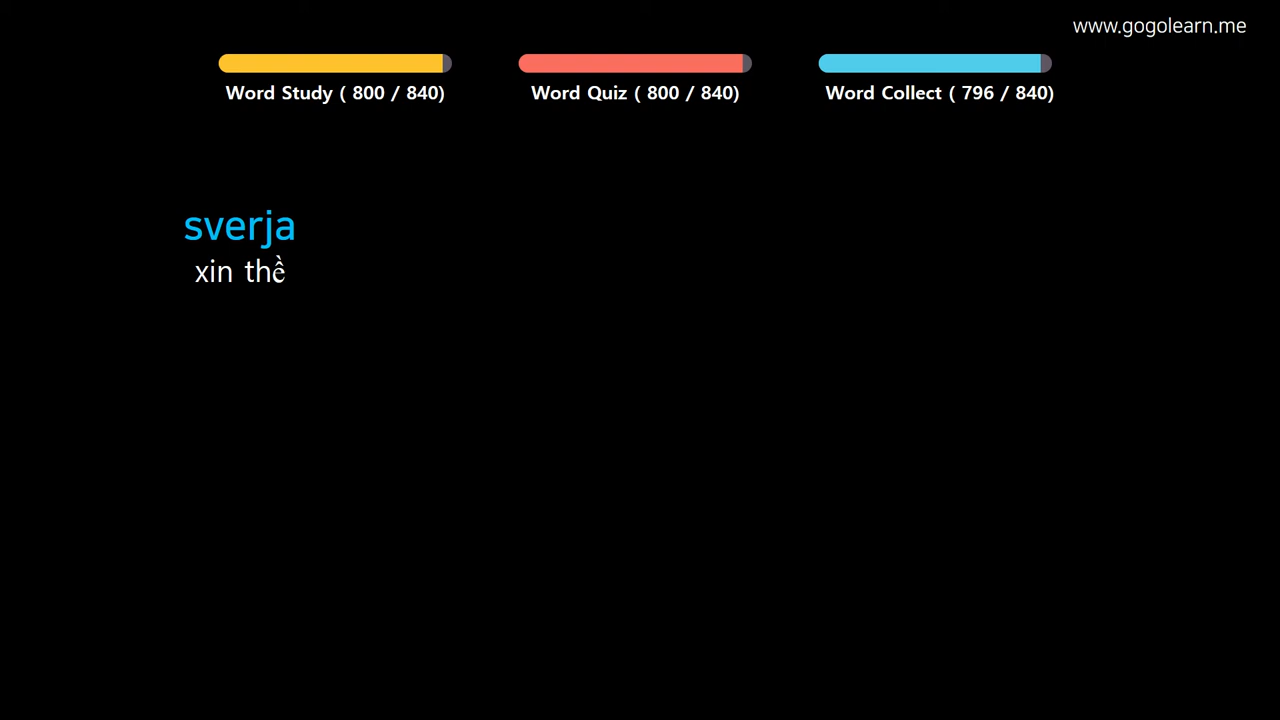 www.gogolearn.me
Word Study ( 800 / 840)
Word Quiz ( 800 / 840)
Word Collect ( 796 / 840)
sverja
xin thề